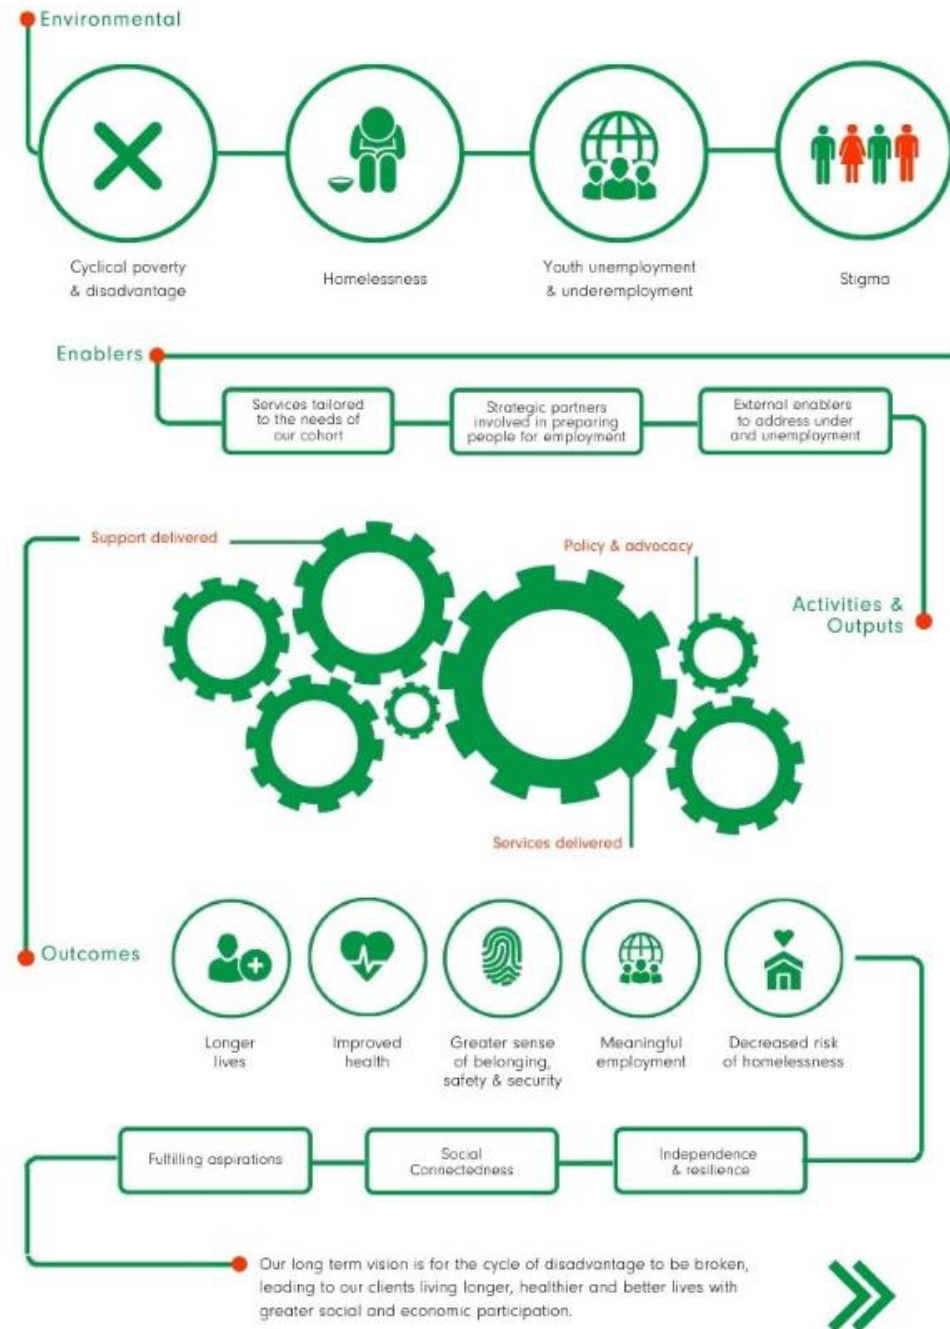 Environmental
Cyclical poverty
& disadvantage
Homelessness
Youth unemployment
& underemployment
Stigma
Enablers
Services tailored
to the needs of
our cohort
Strategic partners
involved in preparing
people for employment
External enablers
to address under
and unemployment
Support delivered
Policy & advocacy
Activities &
Outputs
Services delivered
Outcomes
Longer
lives
Improved
health
Greater sense
of belonging,
safety & security
Meaningful
employment
Decreased risk
of homelessness
Fulfilling aspirations
Social
Connectedness
Independence
& resilience
Our long term vision is for the cycle of disadvantage to be broken,
leading to our clients living longer, healthier and better lives with
greater social and economic participation.